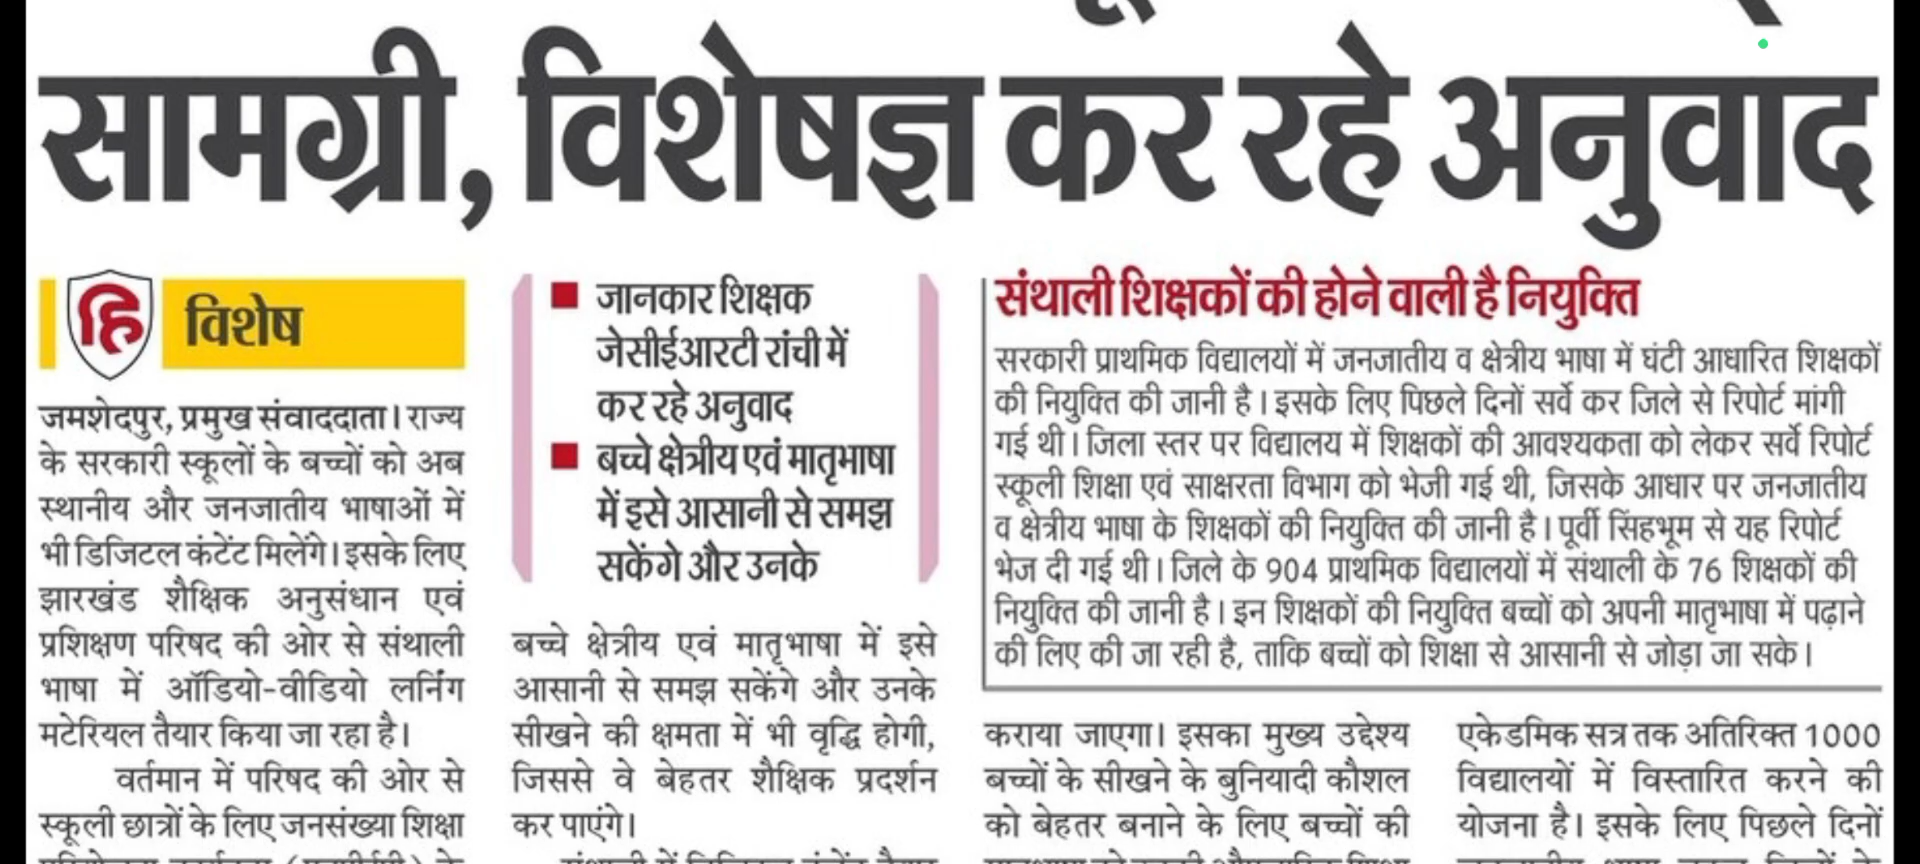 सामग्री, विशेषज्ञ कर रहे अनुवाद
हि विशेष
जमशेदपुर, प्रमुख संवाददाता। राज्य
के सरकारी स्कूलों के बच्चों को अब
स्थानीय और जनजातीय भाषाओं में
भी डिजिटल कंटेंट मिलेंगे। इसके लिए
झारखंड शैक्षिक अनुसंधान एवं
प्रशिक्षण परिषद की ओर से संथाली
भाषा में ऑडियो-वीडियो लर्निंग
मटेरियल तैयार किया जा रहा है।
वर्तमान में परिषद की ओर से
स्कूली छात्रों के लिए जनसंख्या शिक्षा
जानकार शिक्षक
जेसीईआरटी रांची में
कर रहे अनुवाद
बच्चे क्षेत्रीय एवं मातृभाषा
में इसे आसानी से समझ
सकेंगे और उनके
बच्चे क्षेत्रीय एवं मातृभाषा में इसे
आसानी से समझ सकेंगे और उनके
सीखने की क्षमता में भी वृद्धि होगी,
जिससे वे बेहतर शैक्षिक प्रदर्शन
कर पाएंगे।
संथाली शिक्षकों की होने वाली है नियुक्ति
सरकारी प्राथमिक विद्यालयों में जनजातीय व क्षेत्रीय भाषा में घंटी आधारित शिक्षकों
की नियुक्ति की जानी है। इसके लिए पिछले दिनों सर्वे कर जिले से रिपोर्ट मांगी
गई थी। जिला स्तर पर विद्यालय में शिक्षकों की आवश्यकता को लेकर सर्वे रिपोर्ट
स्कूली शिक्षा एवं साक्षरता विभाग को भेजी गई थी, जिसके आधार पर जनजातीय
व क्षेत्रीय भाषा के शिक्षकों की नियुक्ति की जानी है। पूर्वी सिंहभूम से यह रिपोर्ट
भेज दी गई थी। जिले के 904 प्राथमिक विद्यालयों में संथाली के 76 शिक्षकों की
नियुक्ति की जानी है। इन शिक्षकों की नियुक्ति बच्चों को अपनी मातृभाषा में पढ़ाने
की लिए की जा रही है, ताकि बच्चों को शिक्षा से आसानी से जोड़ा जा सके।
कराया जाएगा। इसका मुख्य उद्देश्य
बच्चों के सीखने के बुनियादी कौशल
को बेहतर बनाने के लिए बच्चों की
एकेडमिक सत्र तक अतिरिक्त 1000
विद्यालयों में विस्तारित करने की
योजना है। इसके लिए पिछले दिनों